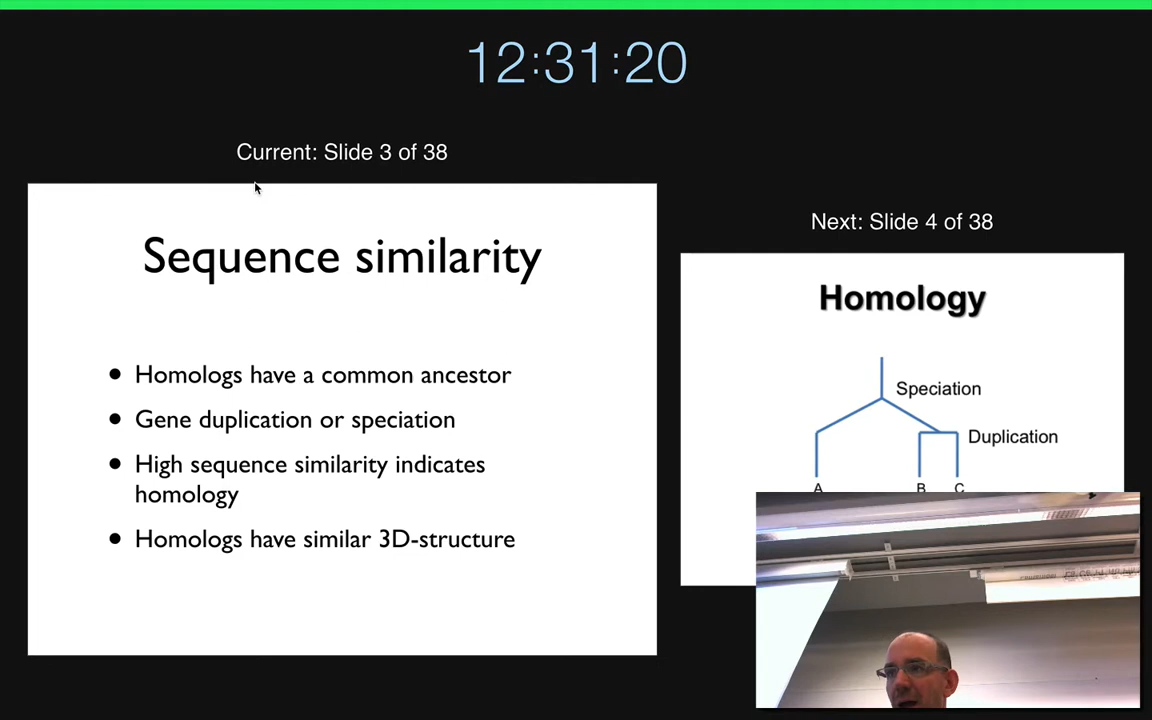 12:31:20
Current: Slide 3 of 38
Sequence similarity
• Homologs have a common ancestor
• Gene duplication or speciation
• High sequence similarity indicates
homology
• Homologs have similar 3D-structure
Next: Slide 4 of 38
Homology
Speciation
Duplication
A
B
C